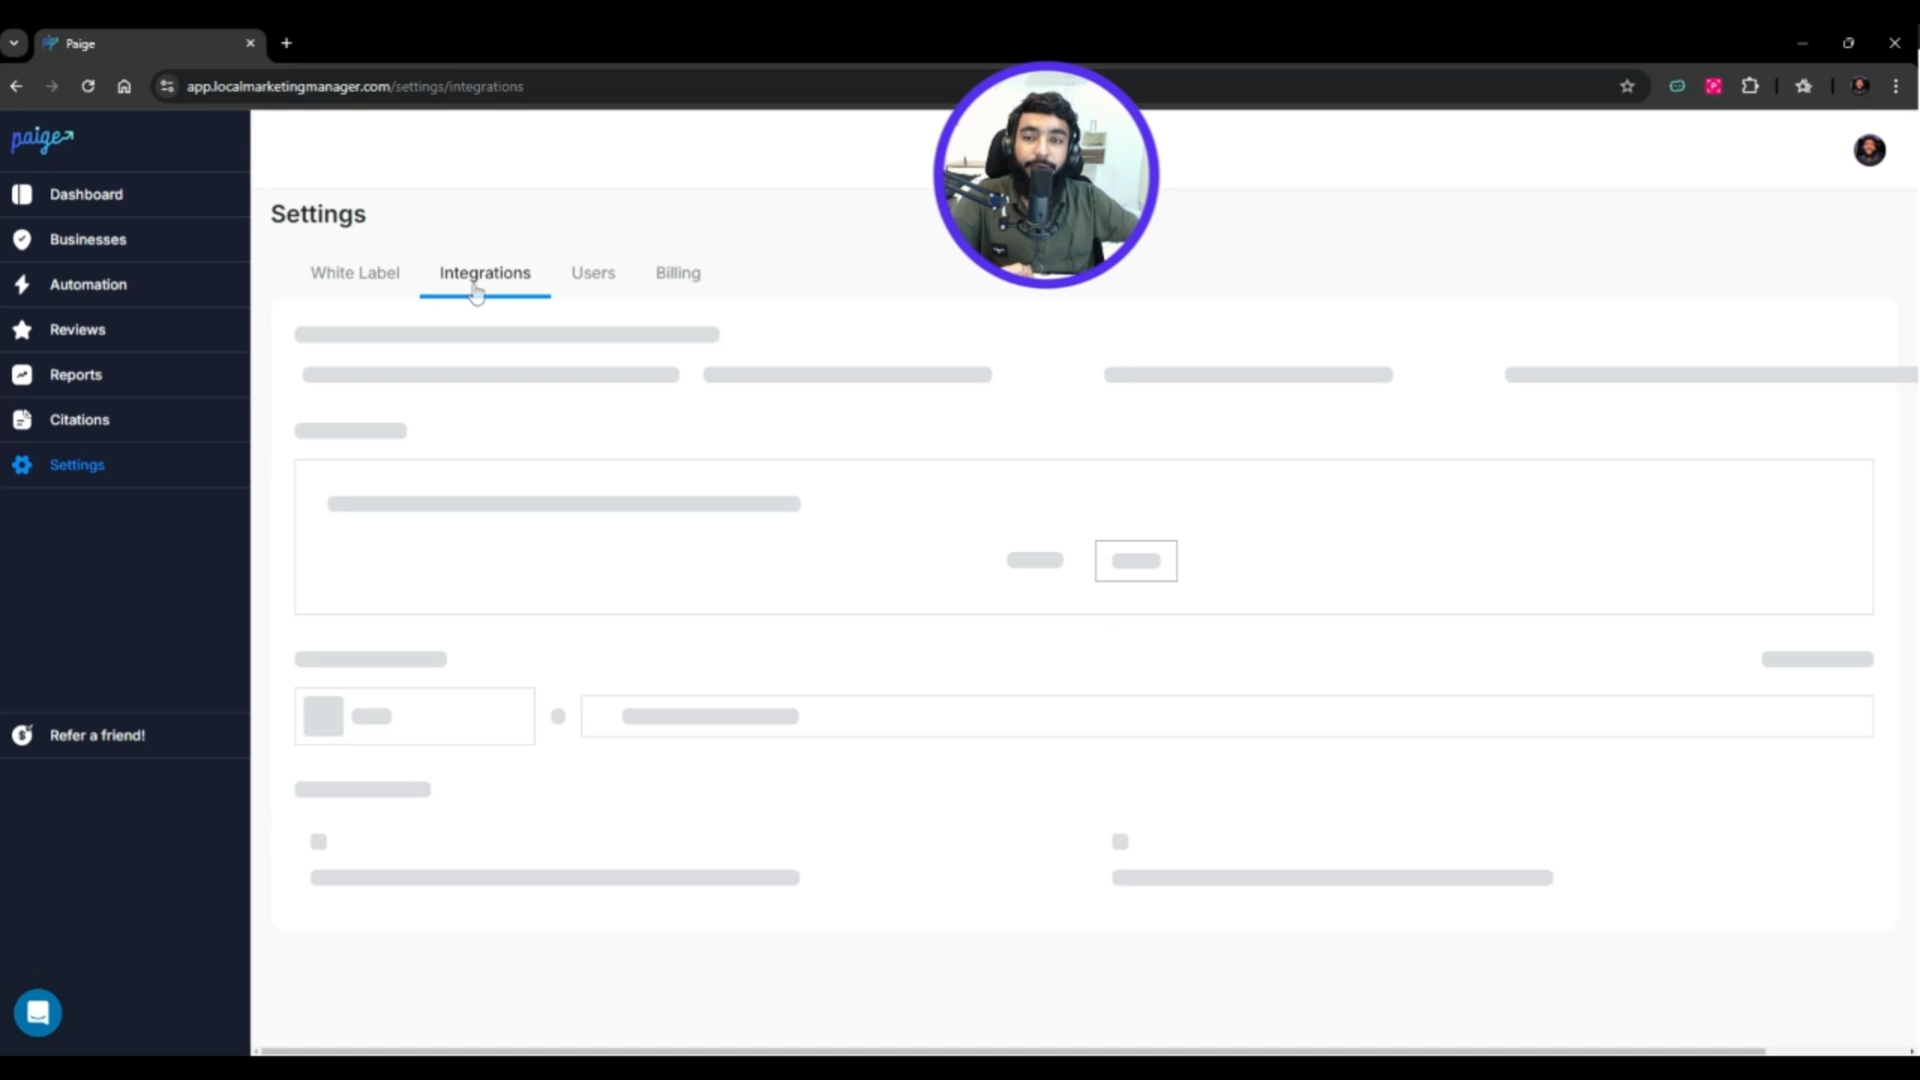 Paige
app.localmarketingmanager.com/settings/integrations
paige
Dashboard
Businesses
Automation
Reviews
Reports
Citations
Settings
Refer a friend!
Settings
White Label
Integrations
Users
Billing